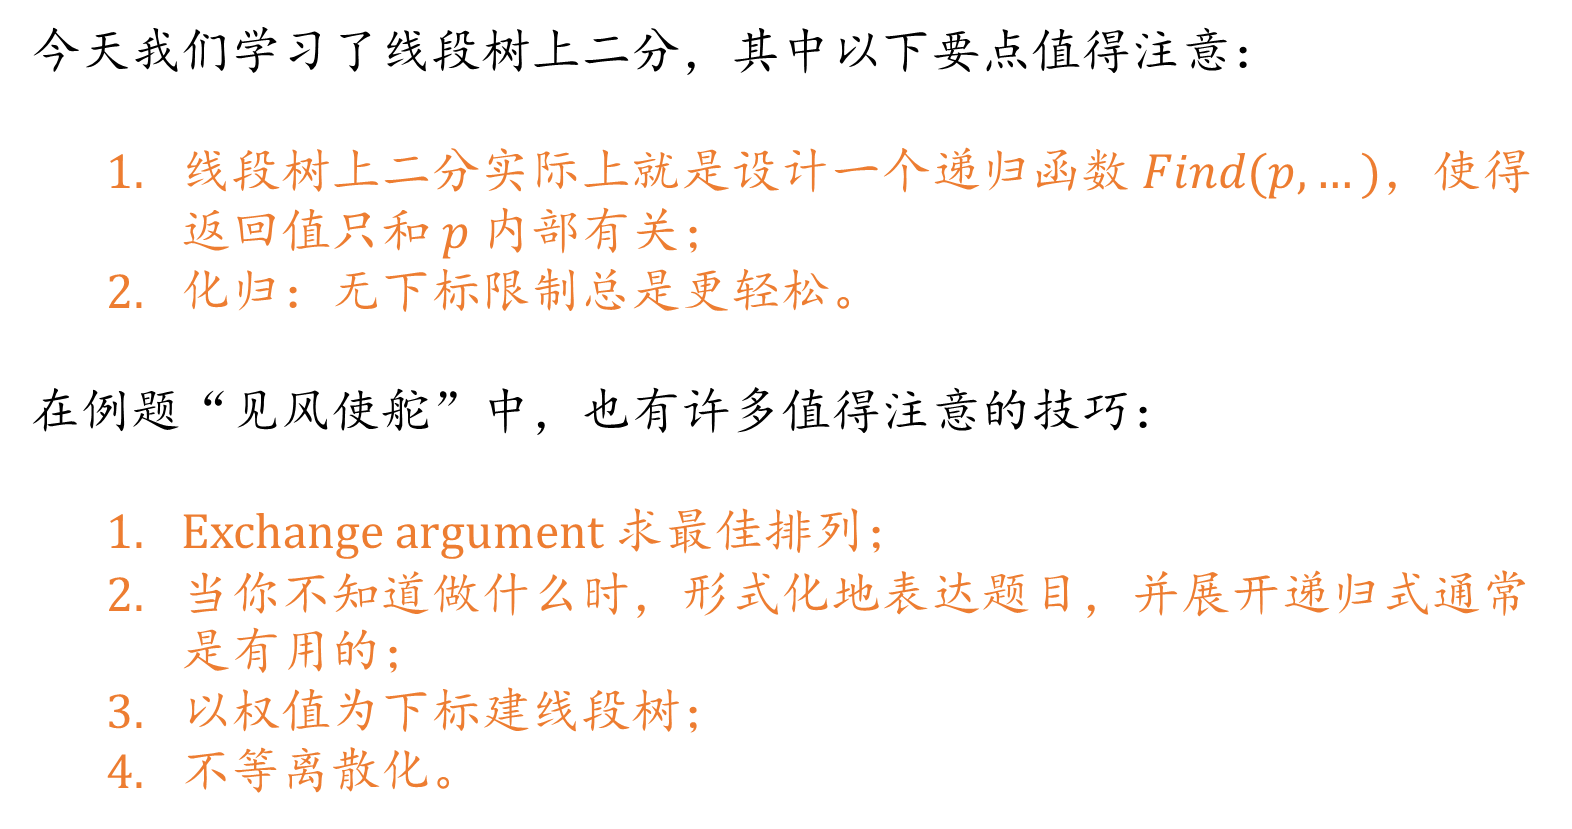 今天我们学习了线段树上二分，其中以下要点值得注意：
1. 线段树上二分实际上就是设计一个递归函数 Find(p, … )，使得
返回值只和 p 内部有关；
2. 化归：无下标限制总是更轻松。
在例题“见风使舵”中，也有许多值得注意的技巧：
1. Exchange argument 求最佳排列；
2. 当你不知道做什么时，形式化地表达题目，并展开递归式通常
是有用的；
3. 以权值为下标建线段树；
4. 不等离散化。